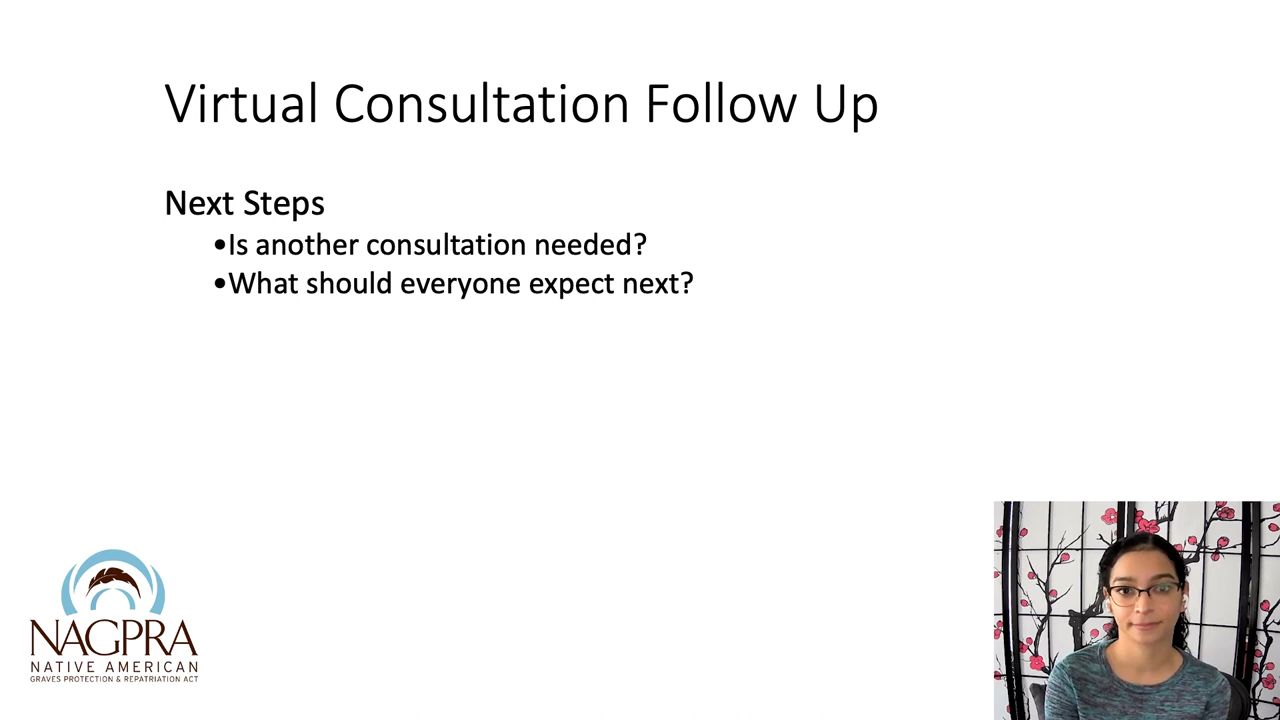 Virtual Consultation Follow Up
Next Steps
•Is another consultation needed?
•What should everyone expect next?
NAGPRA
NATIVE AMERICAN
GRAVES PROTECTION & REPATRIATION ACT